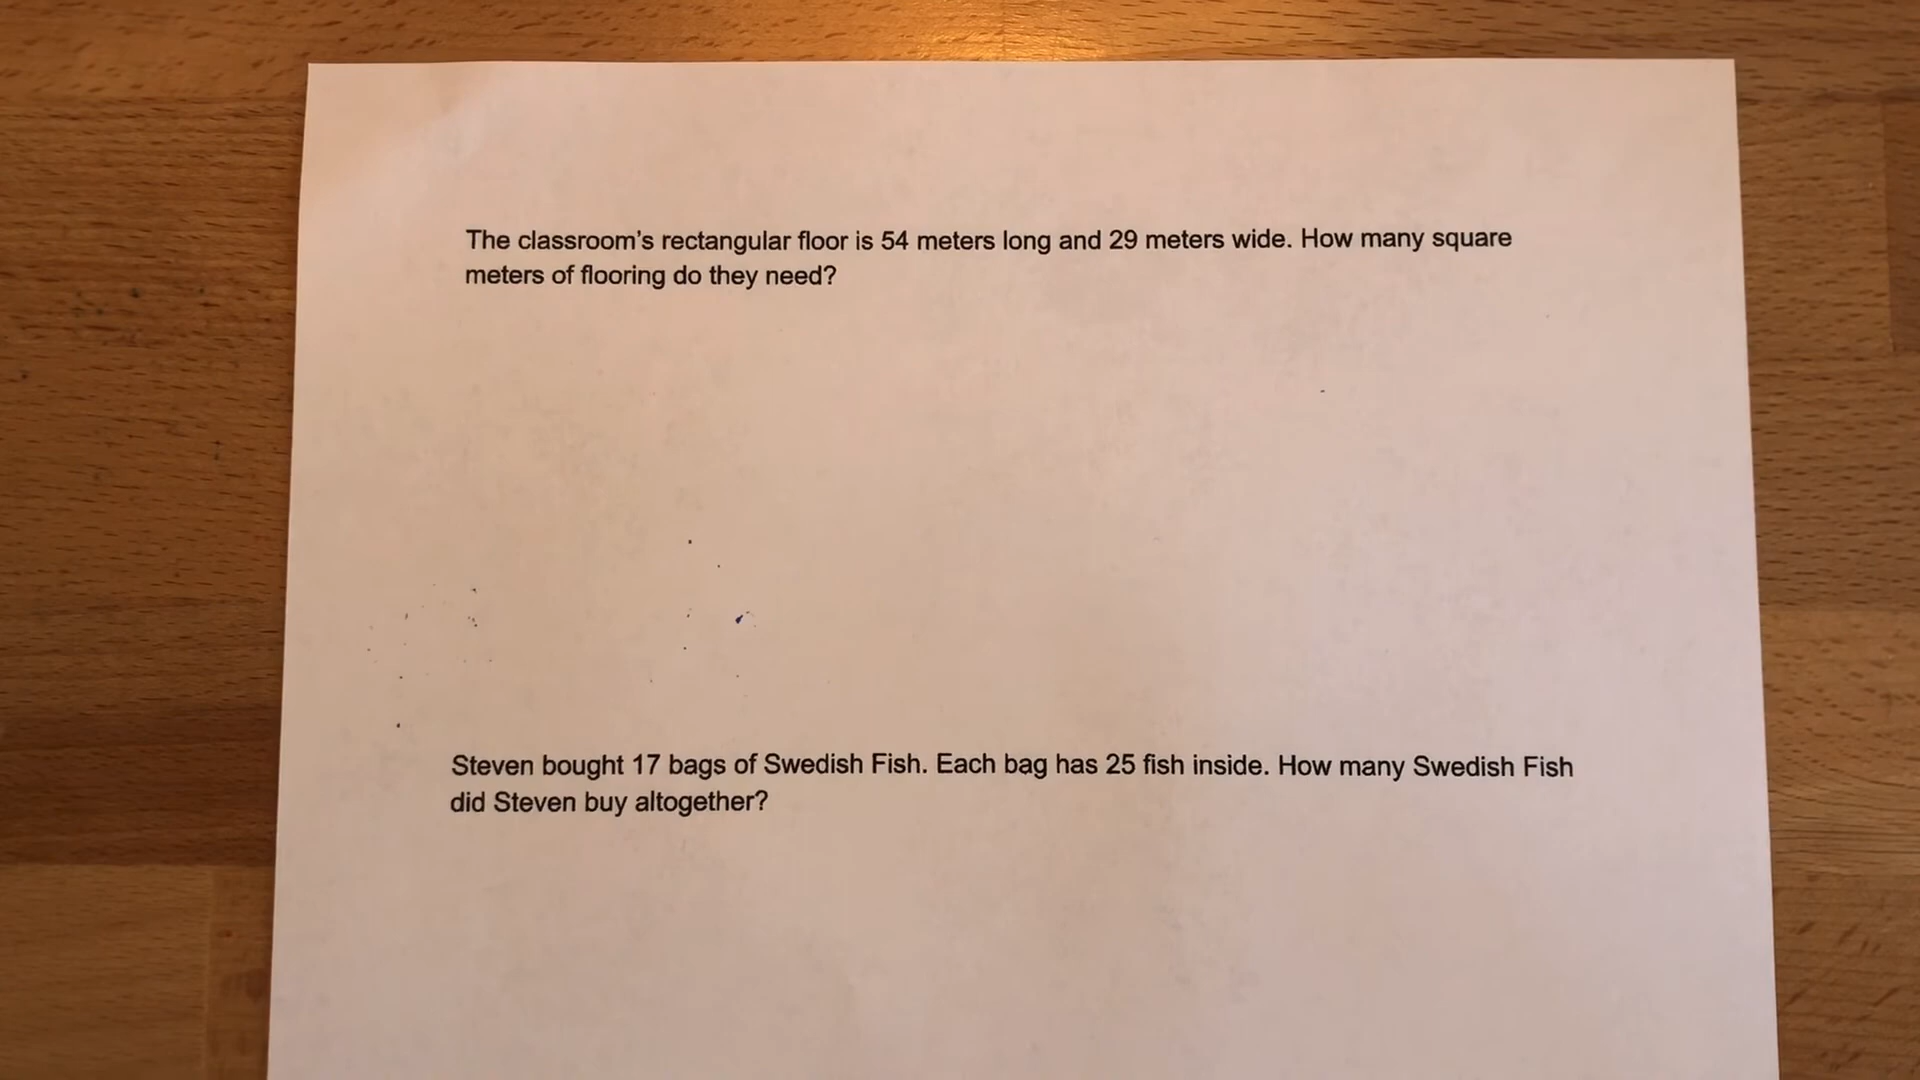 The classroom’s rectangular floor is 54 meters long and 29 meters wide. How many square
meters of flooring do they need?
Steven bought 17 bags of Swedish Fish. Each bag has 25 fish inside. How many Swedish Fish
did Steven buy altogether?